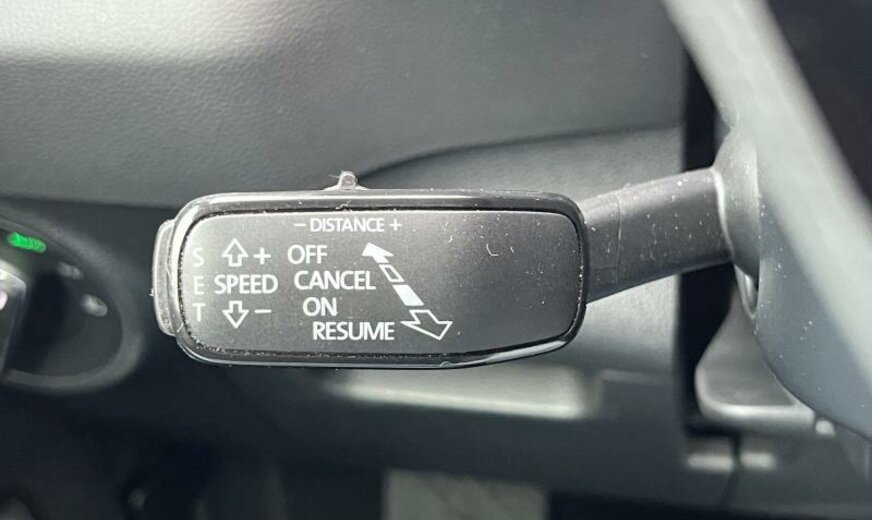 - DISTANCE +
S + OFF
E SPEED CANCEL
T - ON
RESUME